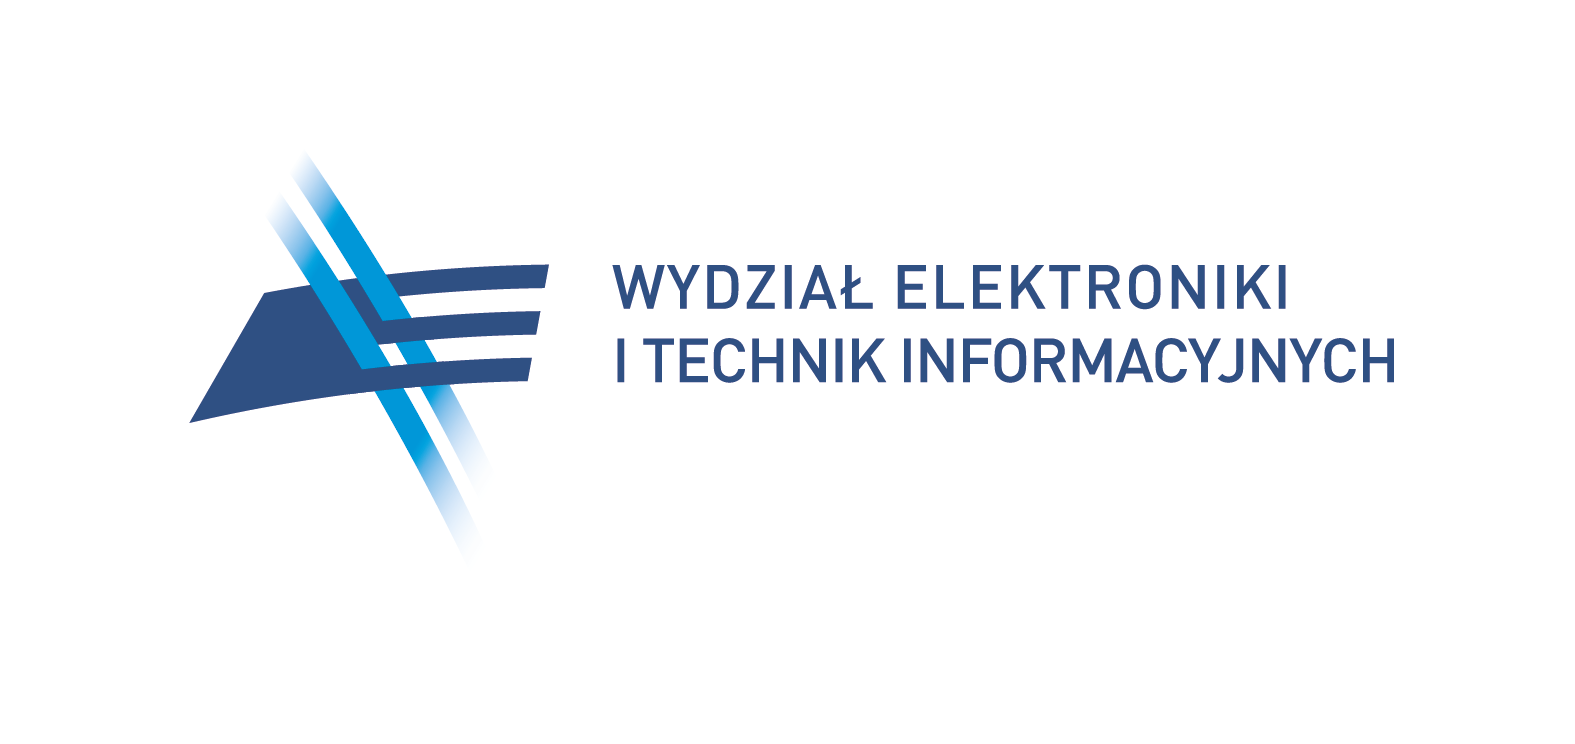 WYDZIAŁ ELEKTRONIKI
I TECHNIK INFORMACYJNYCH